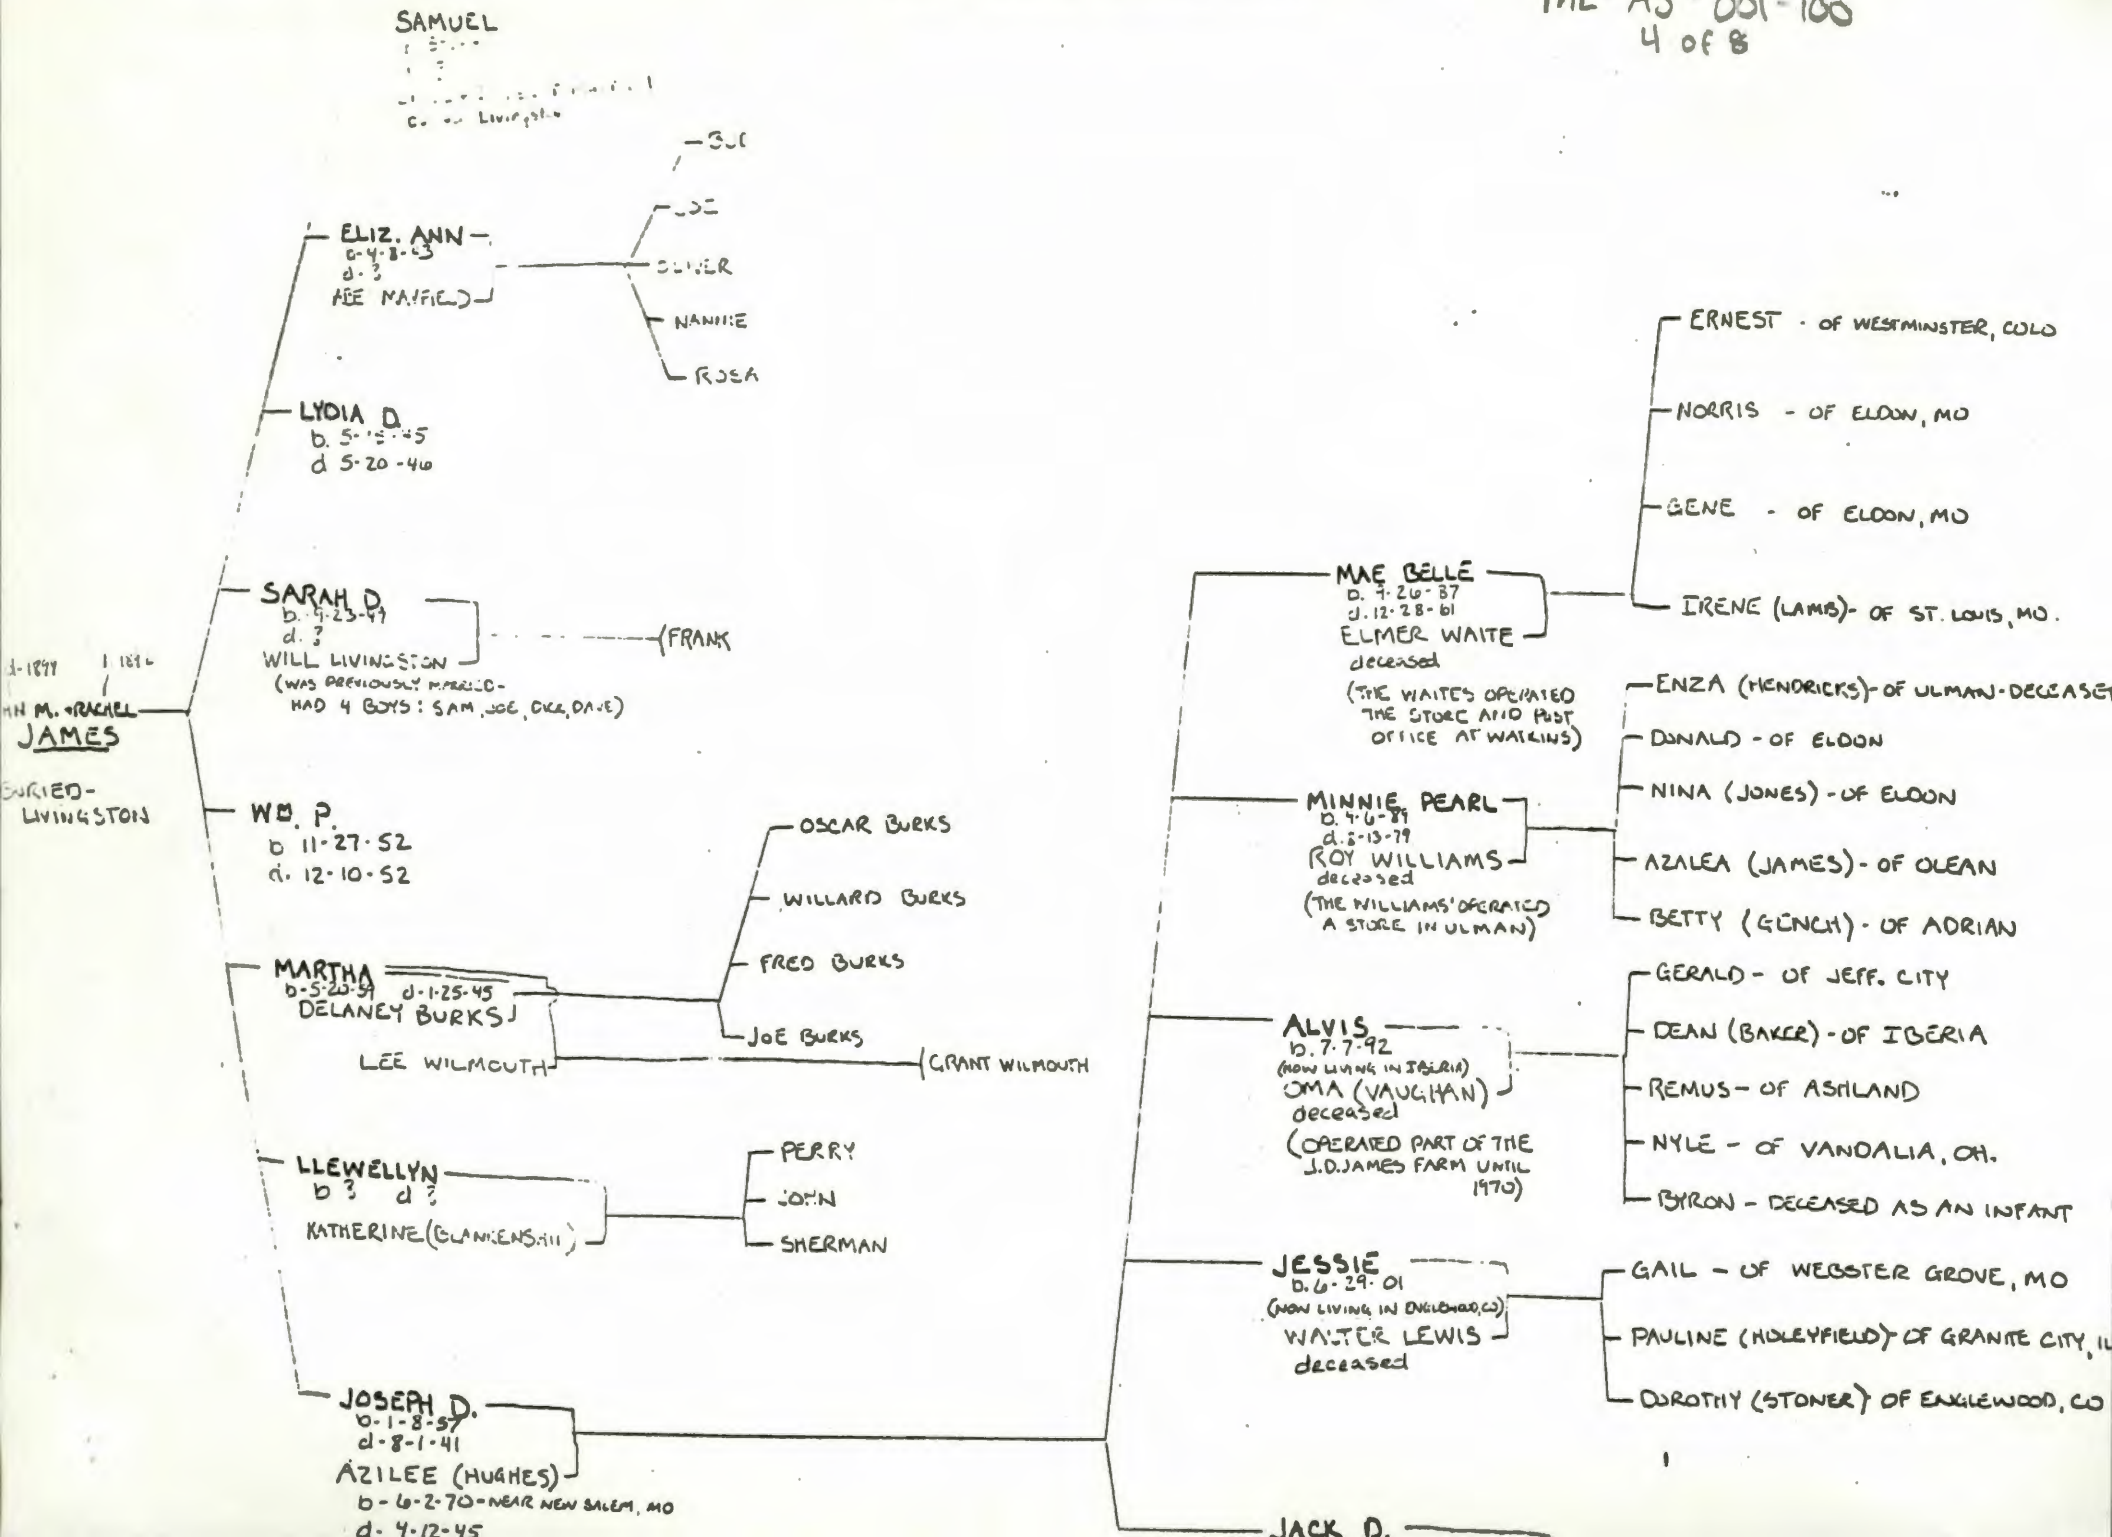 SAMUEL
001-100
4 OF 8
Livingston
ELIZ. ANN
d. ?
NANNIE
LYDIA D.
d 5-20-46
SARAH D.
d. ?
WILL LIVINGSTON
(WAS PREVIOUSLY MARRIED-
HAD 4 BOYS: SAM, JOE, DAVE)
(FRANK
d-1899
M. + RACHEL
JAMES
BURIED-
LIVINGSTON
WM. P.
b 11-27-52
d. 12-10-52
MARTHA
b-5-20-59 d-1-25-45
DELANEY BURKS
LEE WILMOUTH
OSCAR BURKS
WILLARD BURKS
FRED BURKS
JOE BURKS
(GRANT WILMOUTH
LLEWELLYN
b ? d ?
KATHERINE (BLANKENSHIP)
PERRY
JOHN
SHERMAN
JOSEPH D.
b-1-8-57
d-8-1-41
AZILEE (HUGHES)
b-6-2-70-NEAR NEW SALEM, MO
d- 4-12-45
MAE BELLE
d. 12-28-61
ELMER WAITE
deceased
(THE WAITES OPERATED
THE STORE AND POST
OFFICE AT WATKINS)
ERNEST - OF WESTMINSTER, COLO
NORRIS - OF ELDON, MO
GENE - OF ELDON, MO
IRENE (LAMB)- OF ST. LOUIS, MO.
MINNIE PEARL
ROY WILLIAMS
deceased
(THE WILLIAMS' OPERATED
A STORE IN ULMAN)
ENZA (HENDRICKS)-OF ULMAN-DECEASED
DONALD - OF ELDON
NINA (JONES) - OF ELDON
AZALEA (JAMES)- OF OLEAN
BETTY (GENCH)- OF ADRIAN
ALVIS
b. 7-7-92
(NOW LIVING IN IBERIA)
OMA (VAUGHAN)
deceased
(OPERATED PART OF THE
J.D. JAMES FARM UNTIL
1970)
GERALD - OF JEFF. CITY
DEAN (BAKER)- OF IBERIA
REMUS- OF ASHLAND
NYLE - OF VANDALIA, OH.
BYRON - DECEASED AS AN INFANT
JESSIE
b. 6-29-01
(NOW LIVING IN ENGLEWOOD, CO)
WALTER LEWIS
deceased
GAIL - OF WEBSTER GROVE, MO
PAULINE (HOLEYFIELD)- OF GRANITE CITY, IL
DOROTHY (STONER)- OF ENGLEWOOD, CO
JACK D.